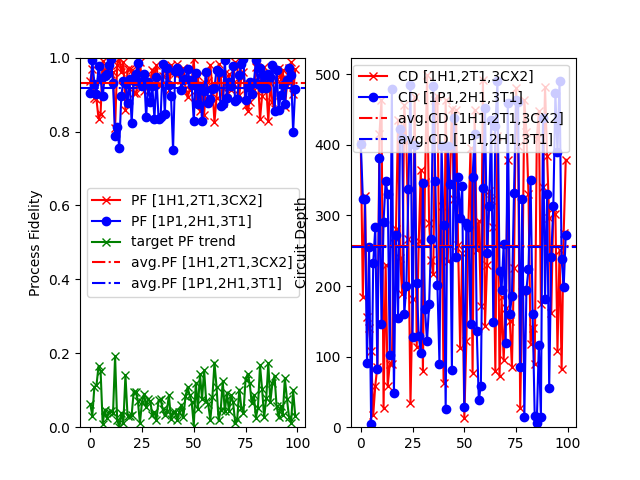 1.0
0.8
0.6
0.4
0.2
0.0
Process Fidelity
PF [1H1,2T1,3CX2]
PF [1P1,2H1,3T1]
target PF trend
avg.PF [1H1,2T1,3CX2]
avg.PF [1P1,2H1,3T1]
0 25 50 75 100
500
400
300
200
100
0
Circuit Depth
CD [1H1,2T1,3CX2]
CD [1P1,2H1,3T1]
avg.CD [1H1,2T1,3CX2]
avg.CD [1P1,2H1,3T1]
0 25 50 75 100